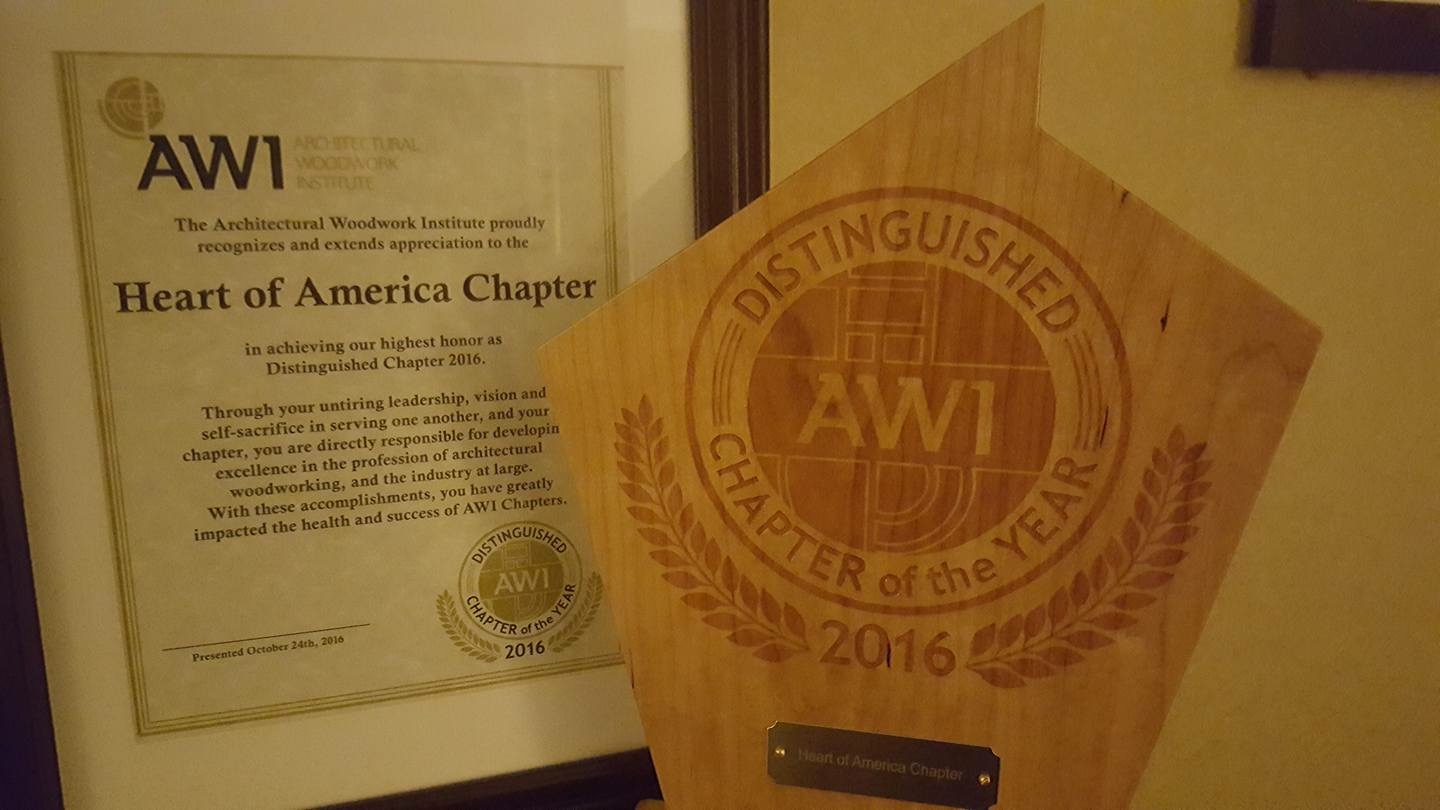 AWI
ARCHITECTURAL
WOODWORK
INSTITUTE
The Architectural Woodwork Institute proudly
recognizes and extends appreciation to the
Heart of America Chapter
in achieving our highest honor as
Distinguished Chapter 2016.
Through your untiring leadership, vision and
self-sacrifice in serving one another, and your
chapter, you are directly responsible for developin
excellence in the profession of architectural
woodworking, and the industry at large.
With these accomplishments, you have greatly
impacted the health and success of AWI Chapters.
Presented October 24th, 2016
DISTINGUISHED
AWI
CHAPTER of the YEAR
2016
DISTINGUISHED
AWI
CHAPTER of the YEAR
2016
Heart of America Chapter